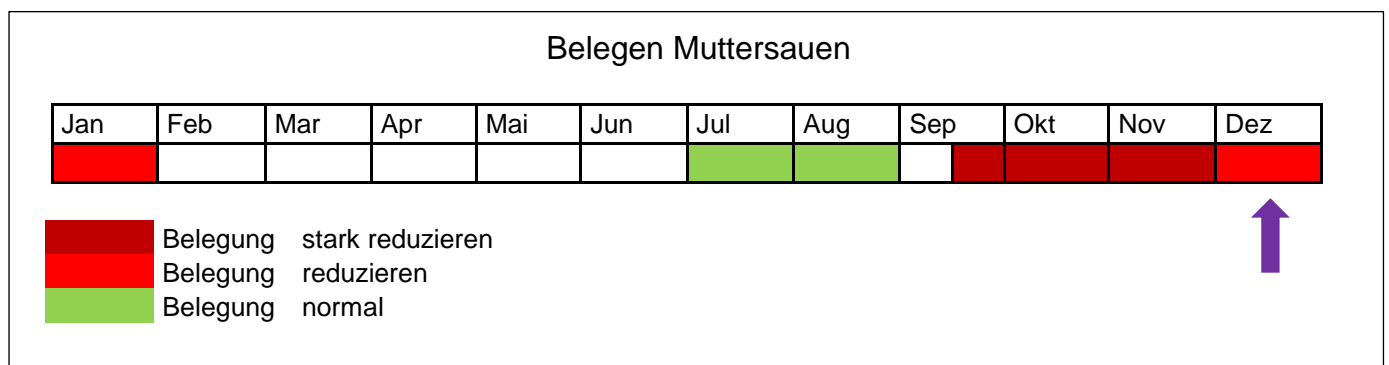 Belegen Muttersauen
Jan Feb Mar Apr Mai Jun Jul Aug Sep Okt Nov Dez
Belegung stark reduzieren
Belegung reduzieren
Belegung normal